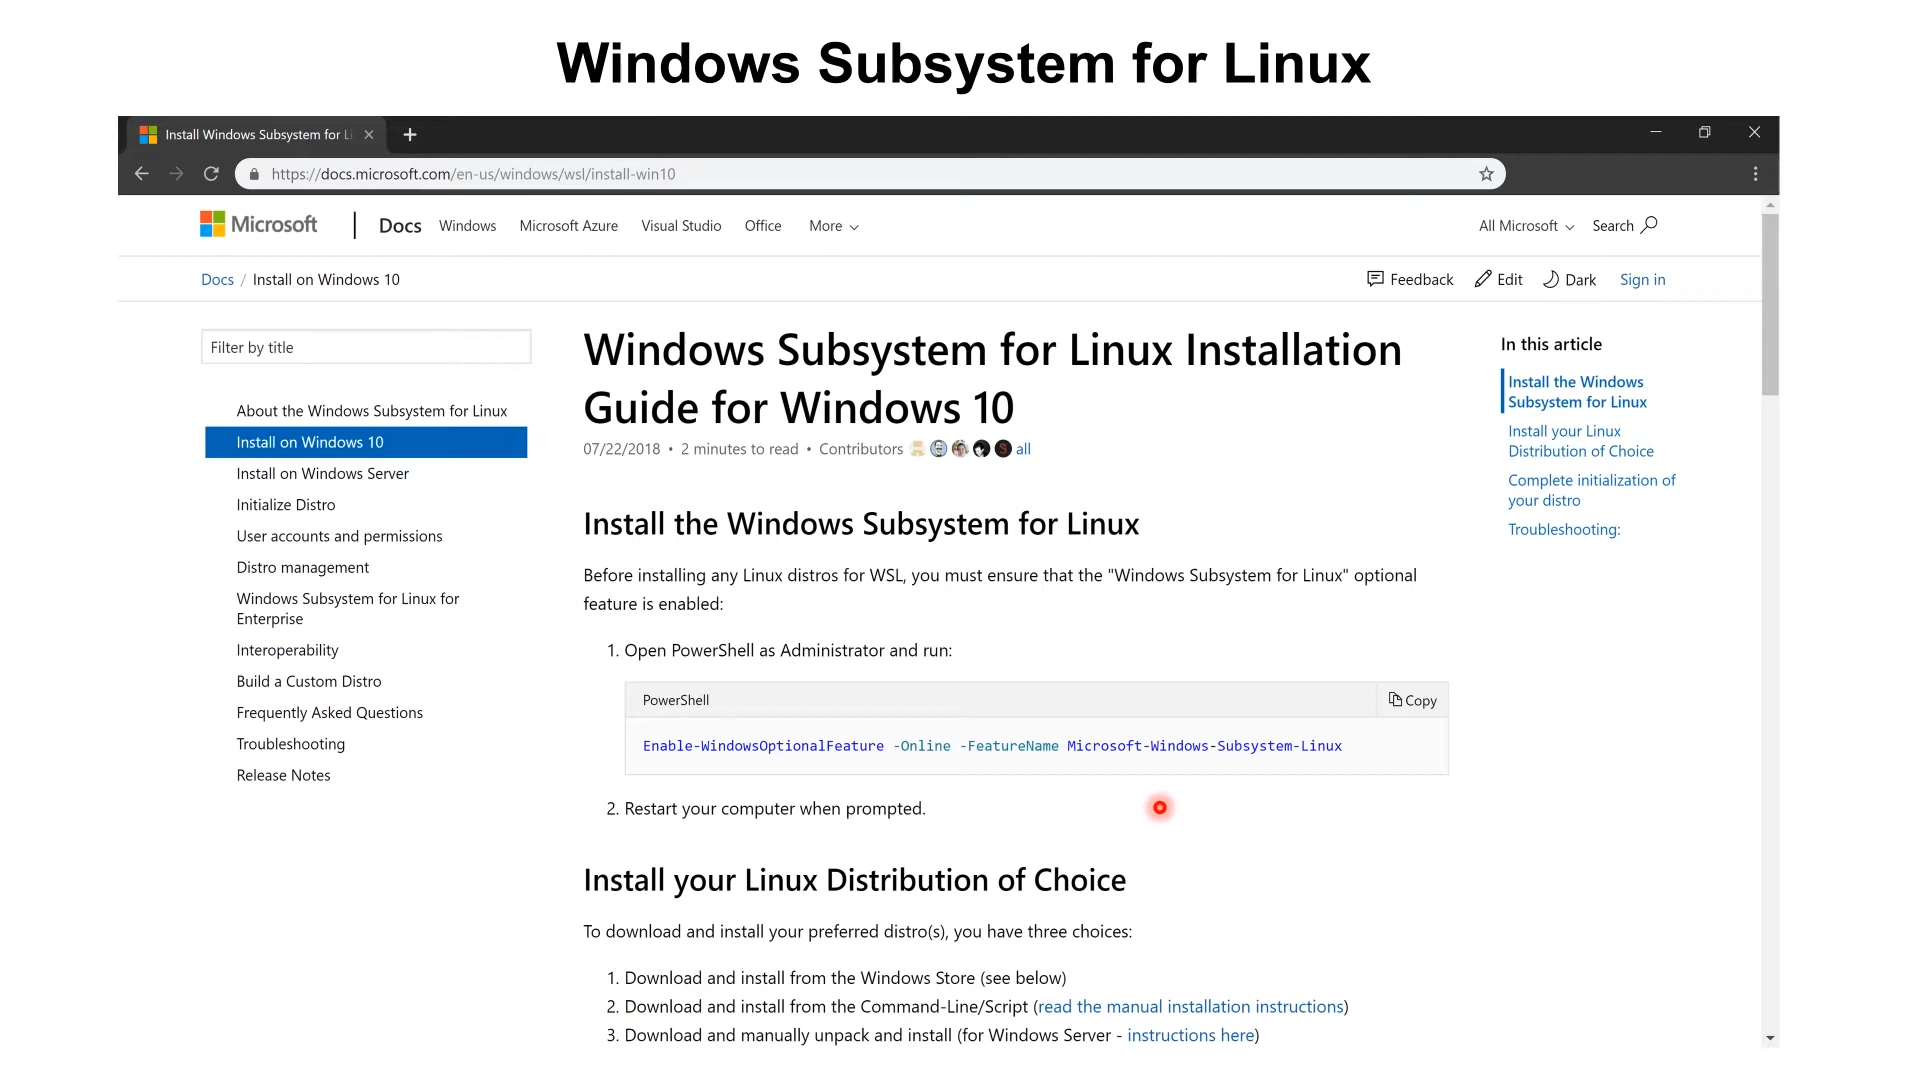 Windows Subsystem for Linux
Install Windows Subsystem for Li
https://docs.microsoft.com/en-us/windows/wsl/install-win10
Microsoft Docs Windows Microsoft Azure Visual Studio Office More All Microsoft Search
Docs / Install on Windows 10 Feedback Edit Dark Sign in
Filter by title
About the Windows Subsystem for Linux
Install on Windows 10
Install on Windows Server
Initialize Distro
User accounts and permissions
Distro management
Windows Subsystem for Linux for
Enterprise
Interoperability
Build a Custom Distro
Frequently Asked Questions
Troubleshooting
Release Notes
Windows Subsystem for Linux Installation
Guide for Windows 10
07/22/2018 • 2 minutes to read • Contributors all
Install the Windows Subsystem for Linux
Before installing any Linux distros for WSL, you must ensure that the "Windows Subsystem for Linux" optional
feature is enabled:
1. Open PowerShell as Administrator and run:
PowerShell Copy
Enable-WindowsOptionalFeature -Online -FeatureName Microsoft-Windows-Subsystem-Linux
2. Restart your computer when prompted.
Install your Linux Distribution of Choice
To download and install your preferred distro(s), you have three choices:
1. Download and install from the Windows Store (see below)
2. Download and install from the Command-Line/Script (read the manual installation instructions)
3. Download and manually unpack and install (for Windows Server - instructions here)
In this article
Install the Windows
Subsystem for Linux
Install your Linux
Distribution of Choice
Complete initialization of
your distro
Troubleshooting: